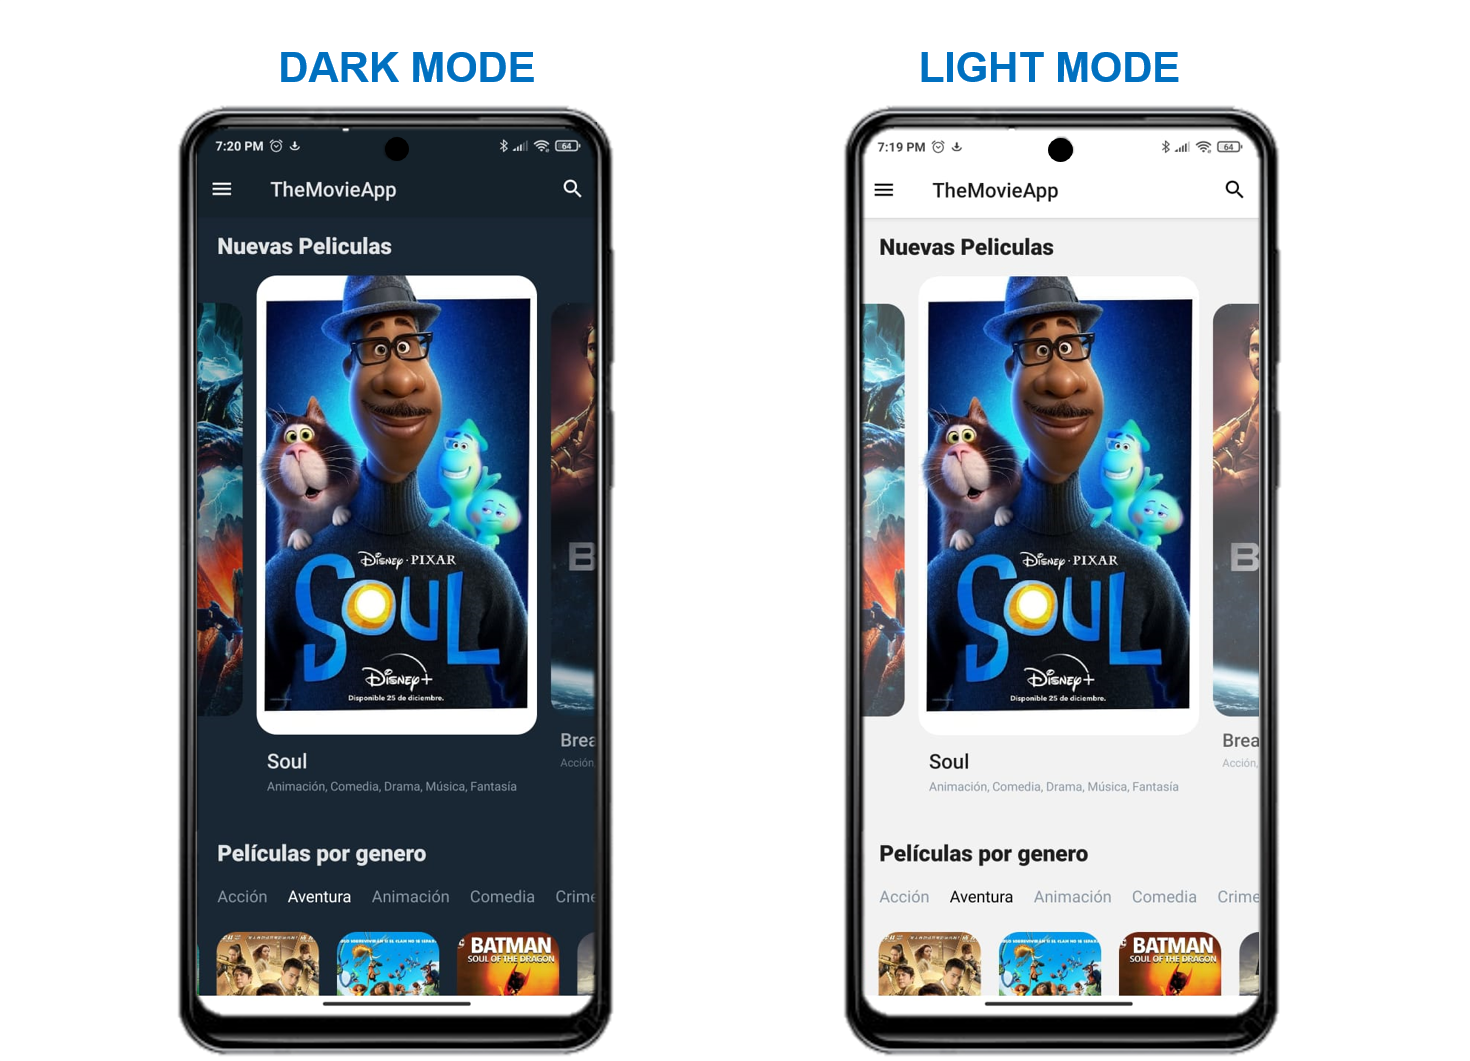 DARK MODE
7:20 PM
64
TheMovieApp
Nuevas Peliculas
Disney · PIXAR
SOUL
Disney+
Disponible 25 de diciembre.
B
Soul
Animación, Comedia, Drama, Música, Fantasía
Brea
Acción,
Películas por genero
Acción Aventura Animación Comedia Crime
BATMAN
SOUL OF THE DRAGON
LIGHT MODE
7:19 PM
64
TheMovieApp
Nuevas Peliculas
Disney · PIXAR
SOUL
Disney+
Disponible 25 de diciembre.
B
Soul
Animación, Comedia, Drama, Música, Fantasía
Brea
Acción,
Películas por genero
Acción Aventura Animación Comedia Crime
BATMAN
SOUL OF THE DRAGON